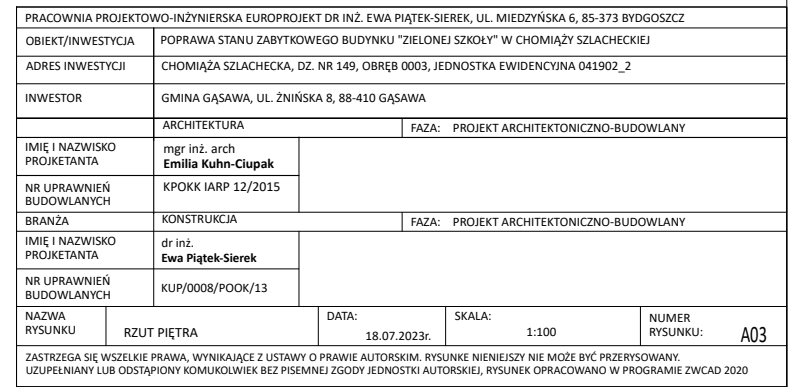 PRACOWNIA PROJEKTOWO-INŻYNIERSKA EUROPROJEKT DR INŻ. EWA PIĄTEK-SIEREK, UL. MIEDZYŃSKA 6, 85-373 BYDGOSZCZ
OBIEKT/INWESTYCJA POPRAWA STANU ZABYTKOWEGO BUDYNKU "ZIELONEJ SZKOŁY" W CHOMIĄŻY SZLACHECKIEJ
ADRES INWESTYCJI CHOMIĄŻA SZLACHECKA, DZ. NR 149, OBRĘB 0003, JEDNOSTKA EWIDENCYJNA 041902_2
INWESTOR GMINA GĄSAWA, UL. ŻNIŃSKA 8, 88-410 GĄSAWA
ARCHITEKTURA FAZA: PROJEKT ARCHITEKTONICZNO-BUDOWLANY
IMIĘ I NAZWISKO
PROJKETANTA
mgr inż. arch
Emilia Kuhn-Ciupak
NR UPRAWNIEŃ
BUDOWLANYCH
KPOKK IARP 12/2015
BRANŻA KONSTRUKCJA FAZA: PROJEKT ARCHITEKTONICZNO-BUDOWLANY
IMIĘ I NAZWISKO
PROJKETANTA
dr inż.
Ewa Piątek-Sierek
NR UPRAWNIEŃ
BUDOWLANYCH
KUP/0008/POOK/13
NAZWA
RYSUNKU
RZUT PIĘTRA
DATA:
18.07.2023r.
SKALA:
1:100
NUMER
RYSUNKU:
A03
ZASTRZEGA SIĘ WSZELKIE PRAWA, WYNIKAJĄCE Z USTAWY O PRAWIE AUTORSKIM. RYSUNKE NIENIEJSZY NIE MOŻE BYĆ PRZERYSOWANY.
UZUPEŁNIANY LUB ODSTĄPIONY KOMUKOLWIEK BEZ PISEMNEJ ZGODY JEDNOSTKI AUTORSKIEJ, RYSUNEK OPRACOWANO W PROGRAMIE ZWCAD 2020